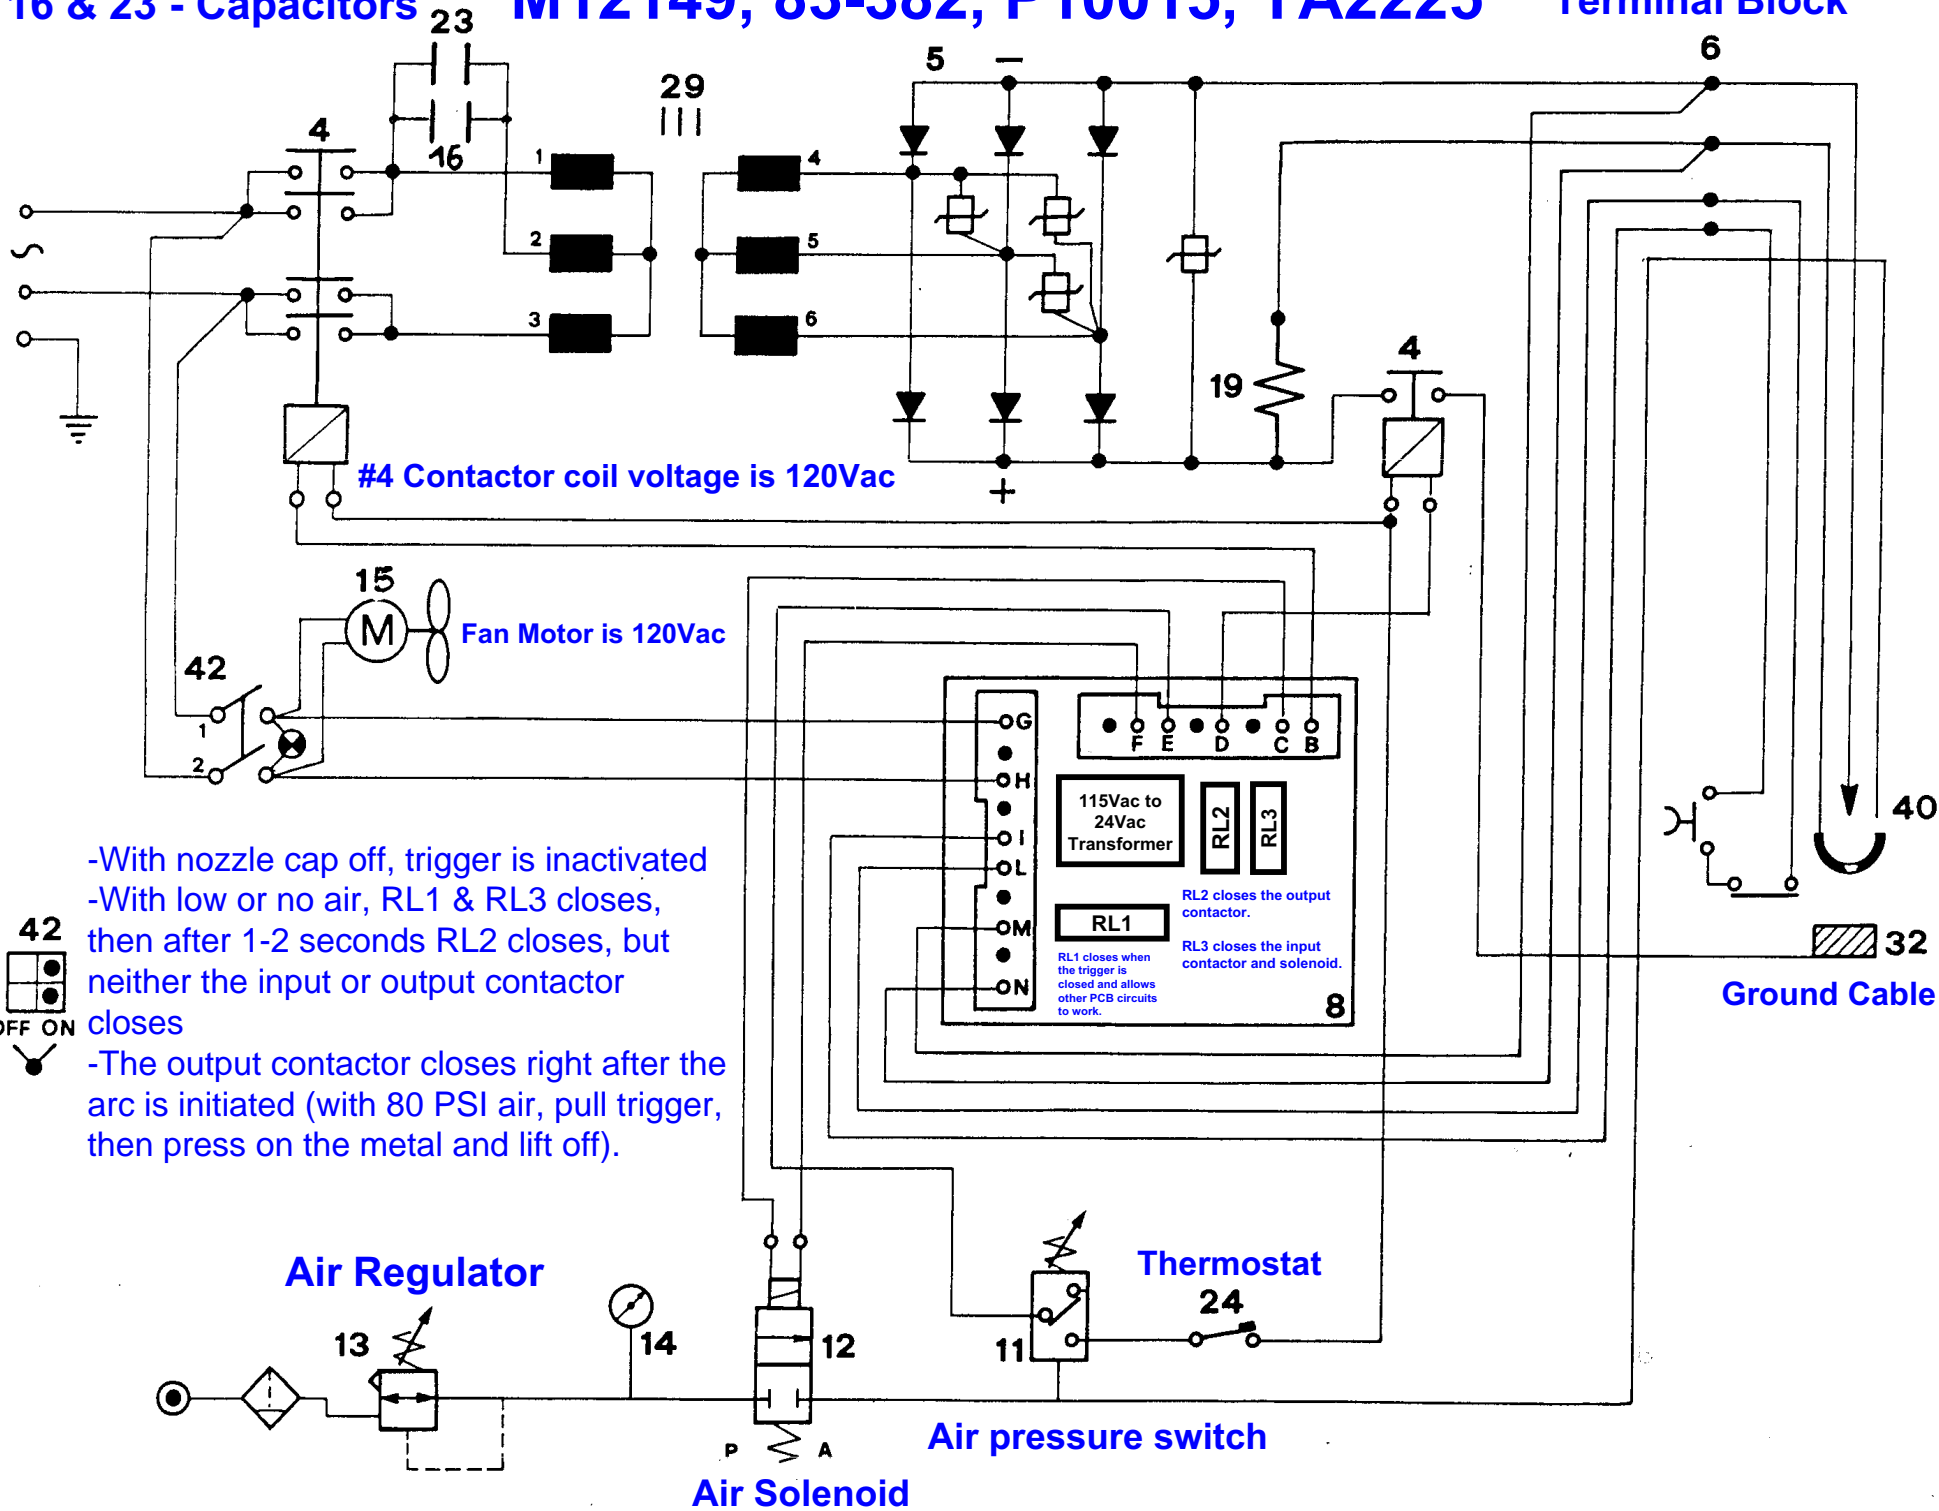 16 & 23 - Capacitors M12149, 83-382, P10015, TA2225 Terminal Block
23
5
6
29
4
16
1
4
2
5
3
6
19
4
#4 Contactor coil voltage is 120Vac
15
M
Fan Motor is 120Vac
42
1
2
G
H
I
L
M
N
F E D C B
115Vac to
24Vac
Transformer
RL2
RL3
RL2 closes the output
contactor.
RL1
RL3 closes the input
contactor and solenoid.
RL1 closes when
the trigger is
closed and allows
other PCB circuits
to work.
8
40
32
Ground Cable
-With nozzle cap off, trigger is inactivated
-With low or no air, RL1 & RL3 closes,
then after 1-2 seconds RL2 closes, but
neither the input or output contactor
closes
-The output contactor closes right after the
arc is initiated (with 80 PSI air, pull trigger,
then press on the metal and lift off).
42
OFF ON
Air Regulator
13
14
12
P A
Air Solenoid
11
Air pressure switch
Thermostat
24